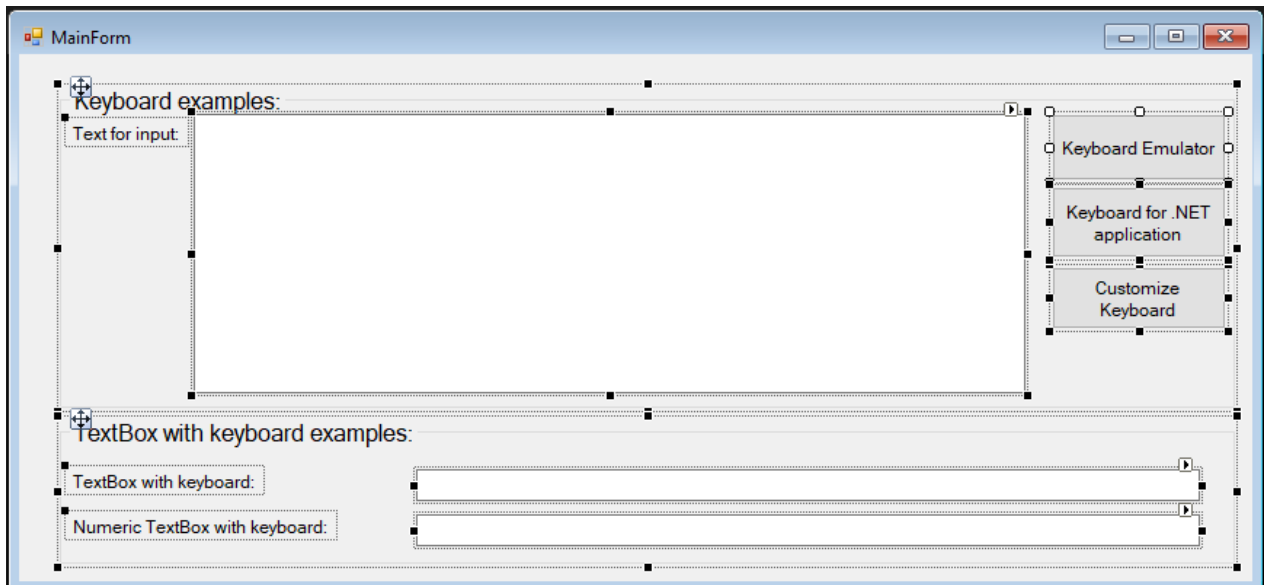 MainForm
Keyboard examples:
Text for input:
Keyboard Emulator
Keyboard for .NET
application
Customize
Keyboard
TextBox with keyboard examples:
TextBox with keyboard:
Numeric TextBox with keyboard: